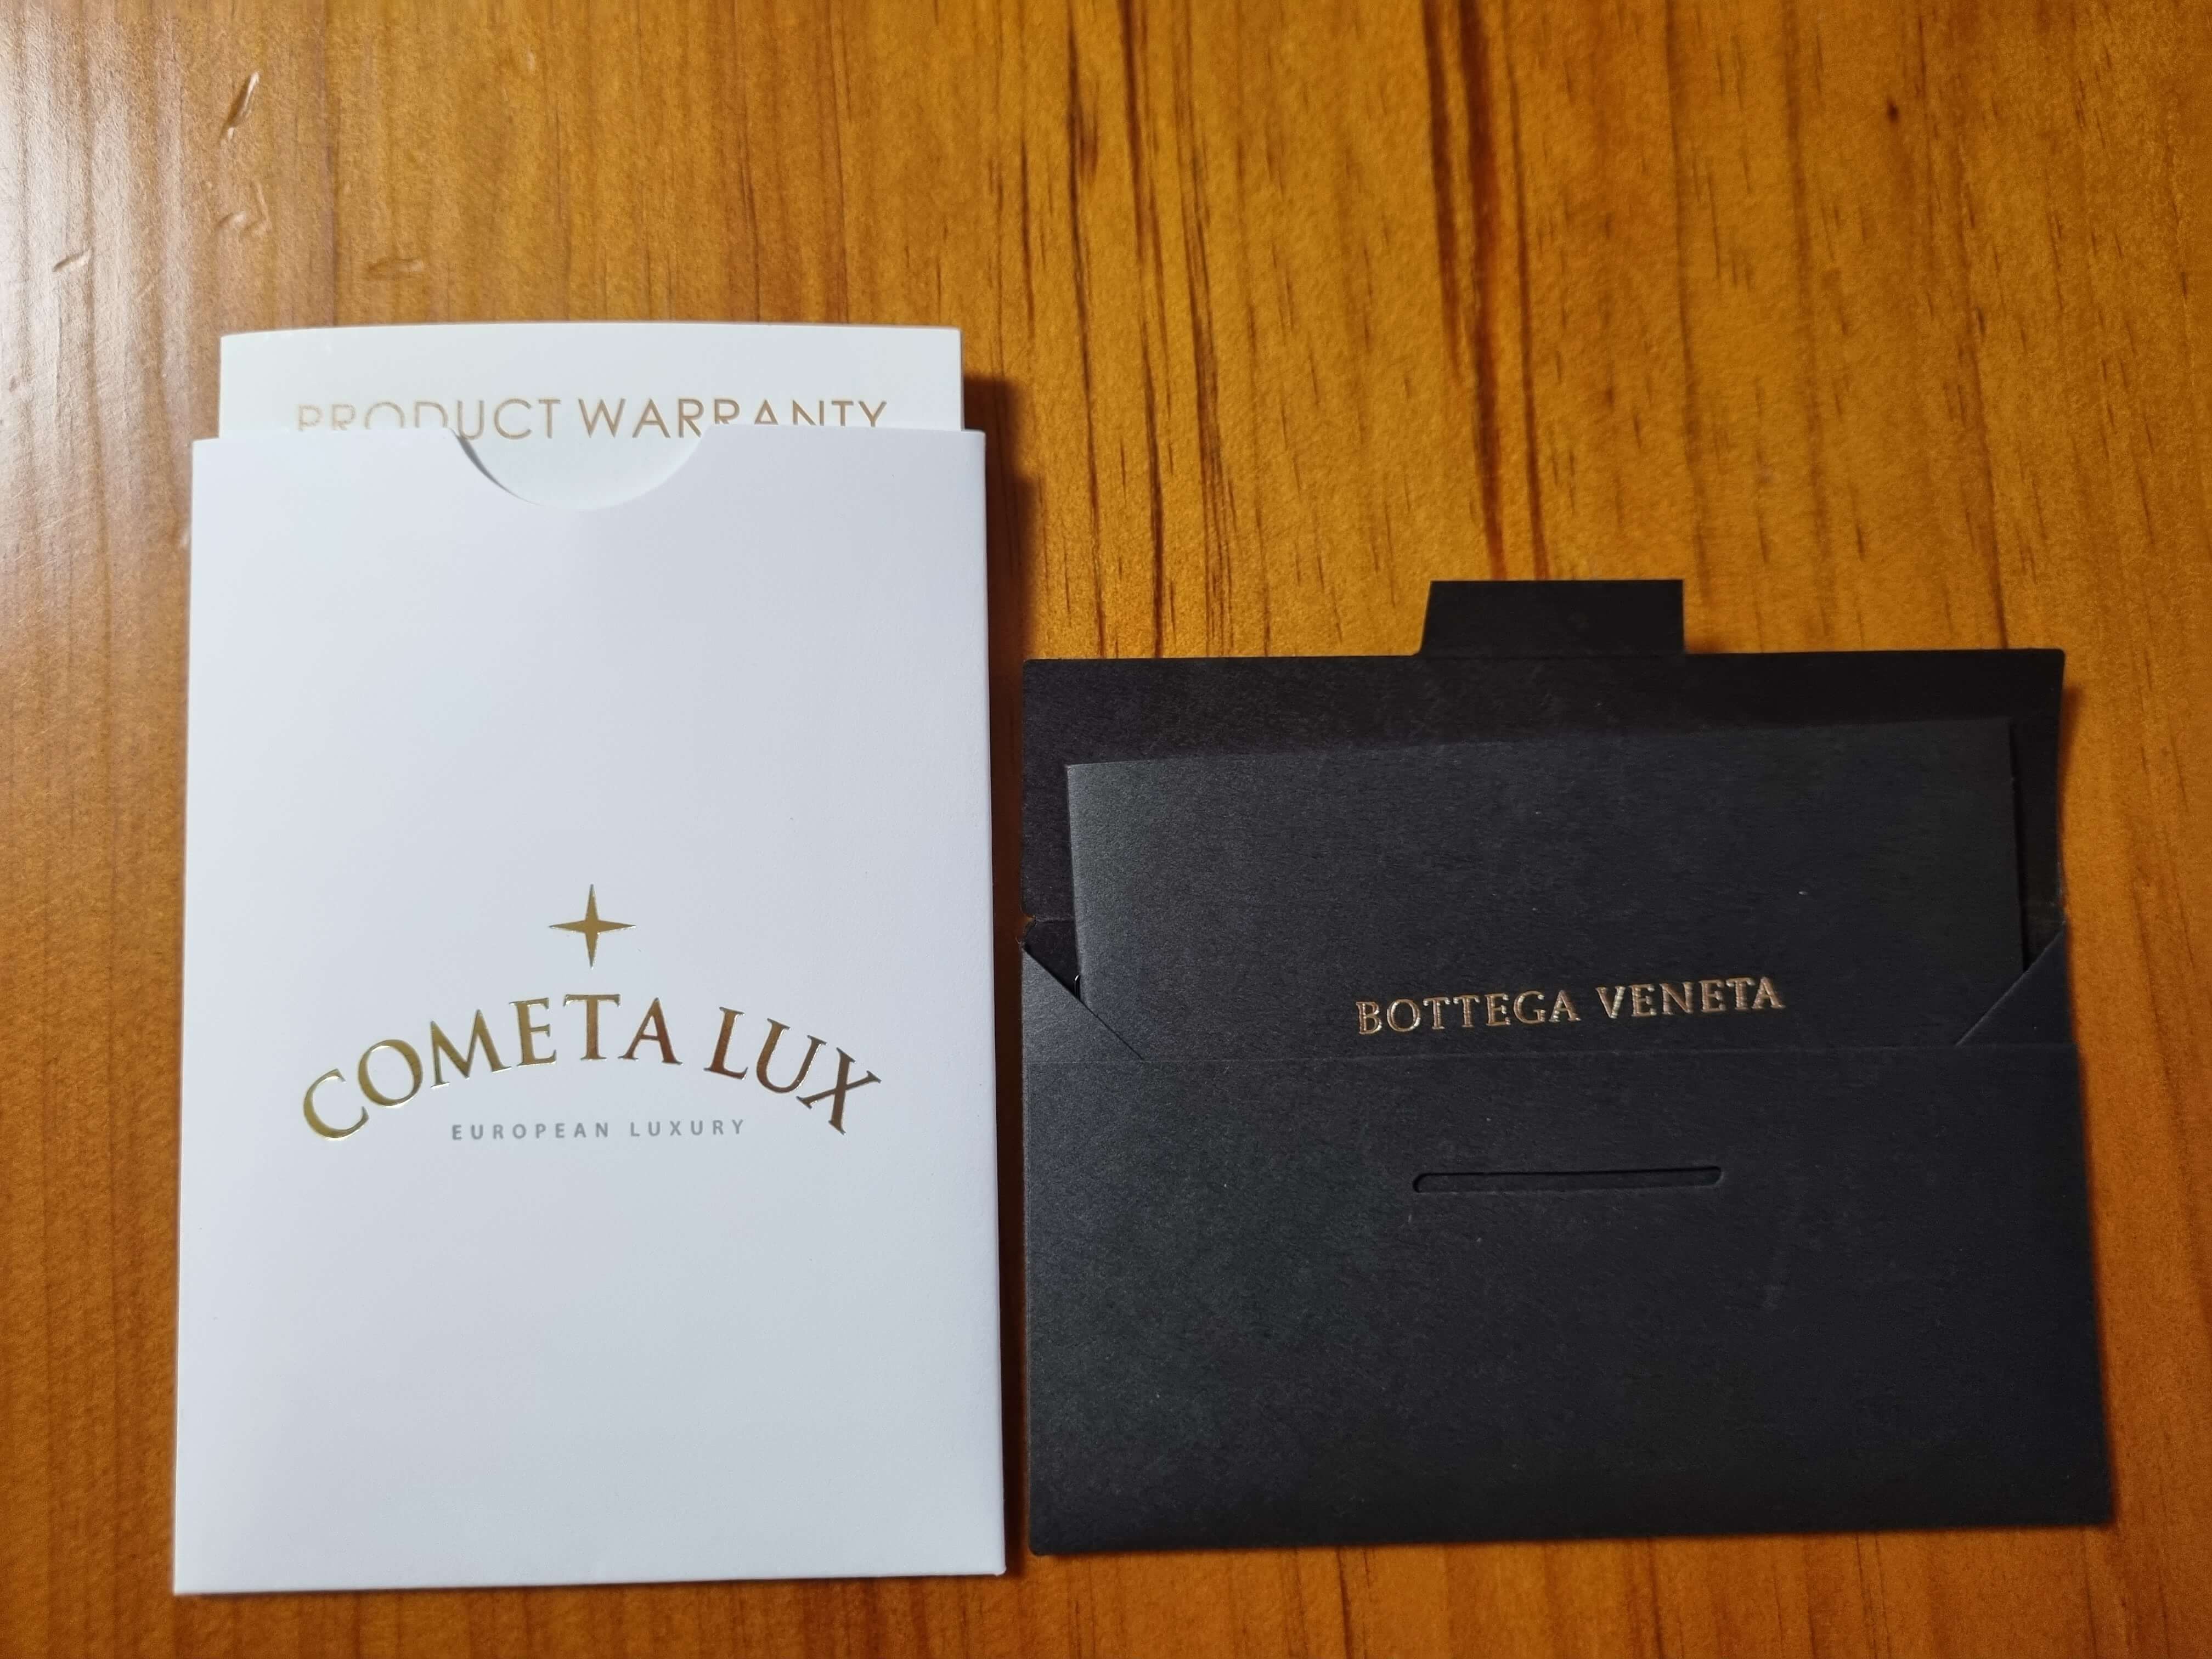 PRODUCT WARRANTY
COMETA LUX
EUROPEAN LUXURY
BOTTEGA VENETA